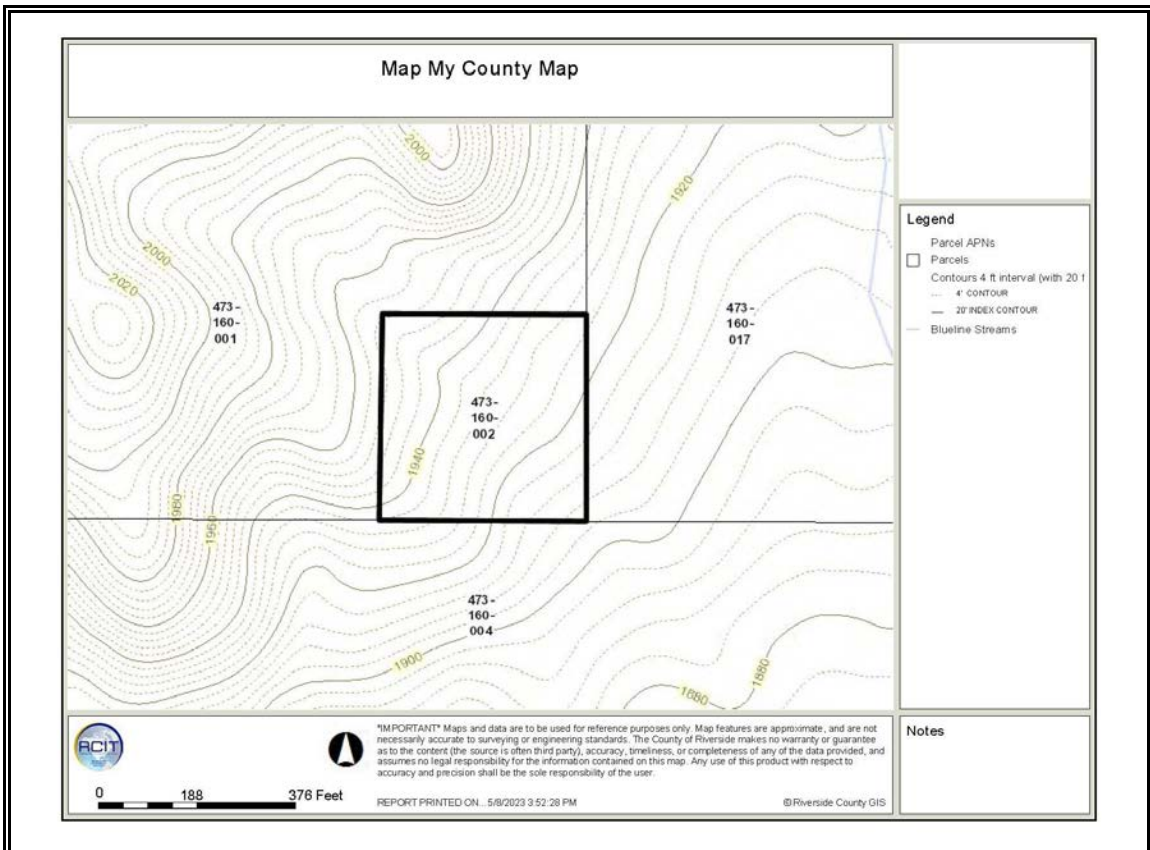 Map My County Map
2000
1920
2000
2020
473-
160-
001
473-
160-
017
473-
160-
002
1940
1980
1960
473-
160-
004
1900
1880
1880
Legend
Parcel APNs
Parcels
Contours 4 ft interval (with 20 f
4' CONTOUR
20' INDEX CONTOUR
Blueline Streams
RCIT
0 188 376 Feet
"IMPORTANT" Maps and data are to be used for reference purposes only. Map features are approximate, and are not
necessarily accurate to surveying or engineering standards. The County of Riverside makes no warranty or guarantee
as to the content (the source is often third party), accuracy, timeliness, or completeness of any of the data provided, and
assumes no legal responsibility for the information contained on this map. Any use of this product with respect to
accuracy and precision shall be the sole responsibility of the user.
REPORT PRINTED ON... 5/8/2023 3:52:28 PM
© Riverside County GIS
Notes